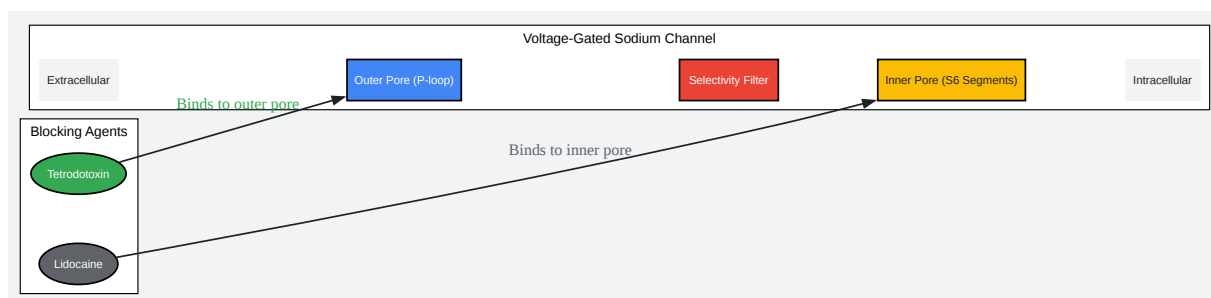 Voltage-Gated Sodium Channel
Extracellular
Outer Pore (P-loop)
Selectivity Filter
Inner Pore (S6 Segments)
Intracellular
Binds to outer pore
Blocking Agents
Binds to inner pore
Tetrodotoxin
Lidocaine